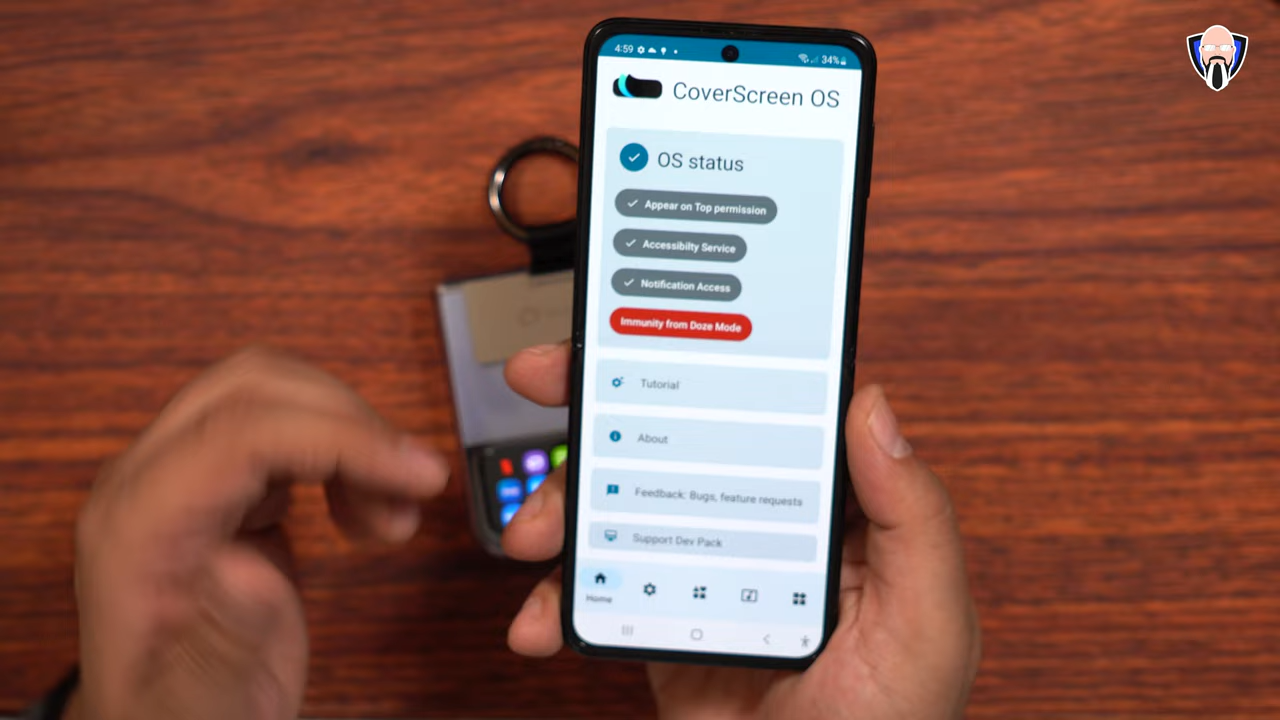 4:59
34%
CoverScreen OS
OS status
Appear on Top permission
Accessibilty Service
Notification Access
Immunity from Doze Mode
Tutorial
About
Feedback: Bugs, feature requests
Support Dev Pack
Home